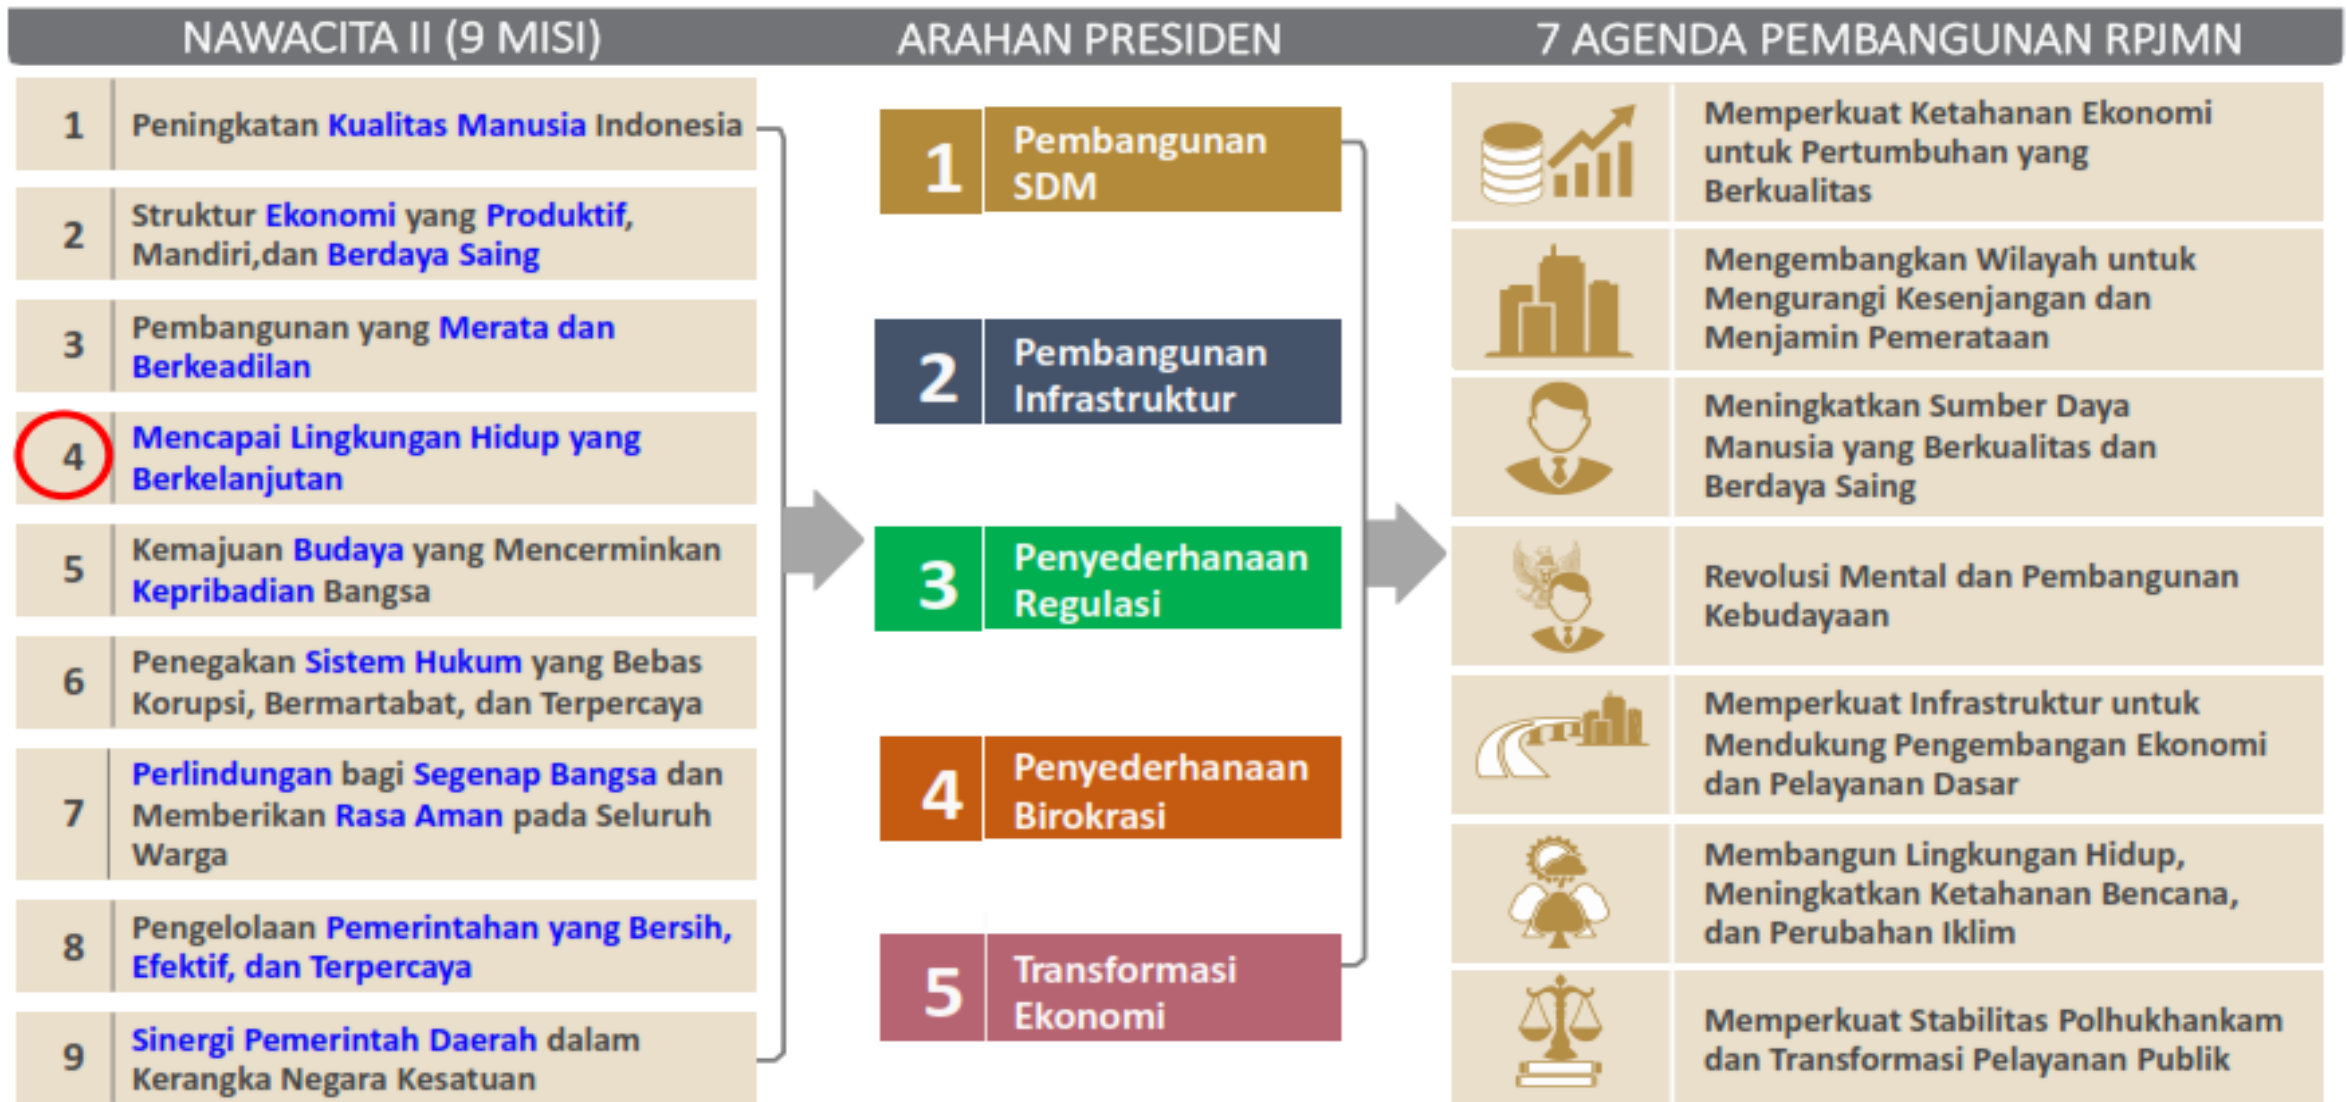 NAWACITA II (9 MISI)
ARAHAN PRESIDEN
7 AGENDA PEMBANGUNAN RPJMN
1
Peningkatan Kualitas Manusia Indonesia
2
Struktur Ekonomi yang Produktif,
Mandiri,dan Berdaya Saing
3
Pembangunan yang Merata dan
Berkeadilan
4
Mencapai Lingkungan Hidup yang
Berkelanjutan
5
Kemajuan Budaya yang Mencerminkan
Kepribadian Bangsa
6
Penegakan Sistem Hukum yang Bebas
Korupsi, Bermartabat, dan Terpercaya
7
Perlindungan bagi Segenap Bangsa dan
Memberikan Rasa Aman pada Seluruh
Warga
8
Pengelolaan Pemerintahan yang Bersih,
Efektif, dan Terpercaya
9
Sinergi Pemerintah Daerah dalam
Kerangka Negara Kesatuan
1
Pembangunan
SDM
2
Pembangunan
Infrastruktur
3
Penyederhanaan
Regulasi
4
Penyederhanaan
Birokrasi
5
Transformasi
Ekonomi
Memperkuat Ketahanan Ekonomi
untuk Pertumbuhan yang
Berkualitas
Mengembangkan Wilayah untuk
Mengurangi Kesenjangan dan
Menjamin Pemerataan
Meningkatkan Sumber Daya
Manusia yang Berkualitas dan
Berdaya Saing
Revolusi Mental dan Pembangunan
Kebudayaan
Memperkuat Infrastruktur untuk
Mendukung Pengembangan Ekonomi
dan Pelayanan Dasar
Membangun Lingkungan Hidup,
Meningkatkan Ketahanan Bencana,
dan Perubahan Iklim
Memperkuat Stabilitas Polhukhankam
dan Transformasi Pelayanan Publik